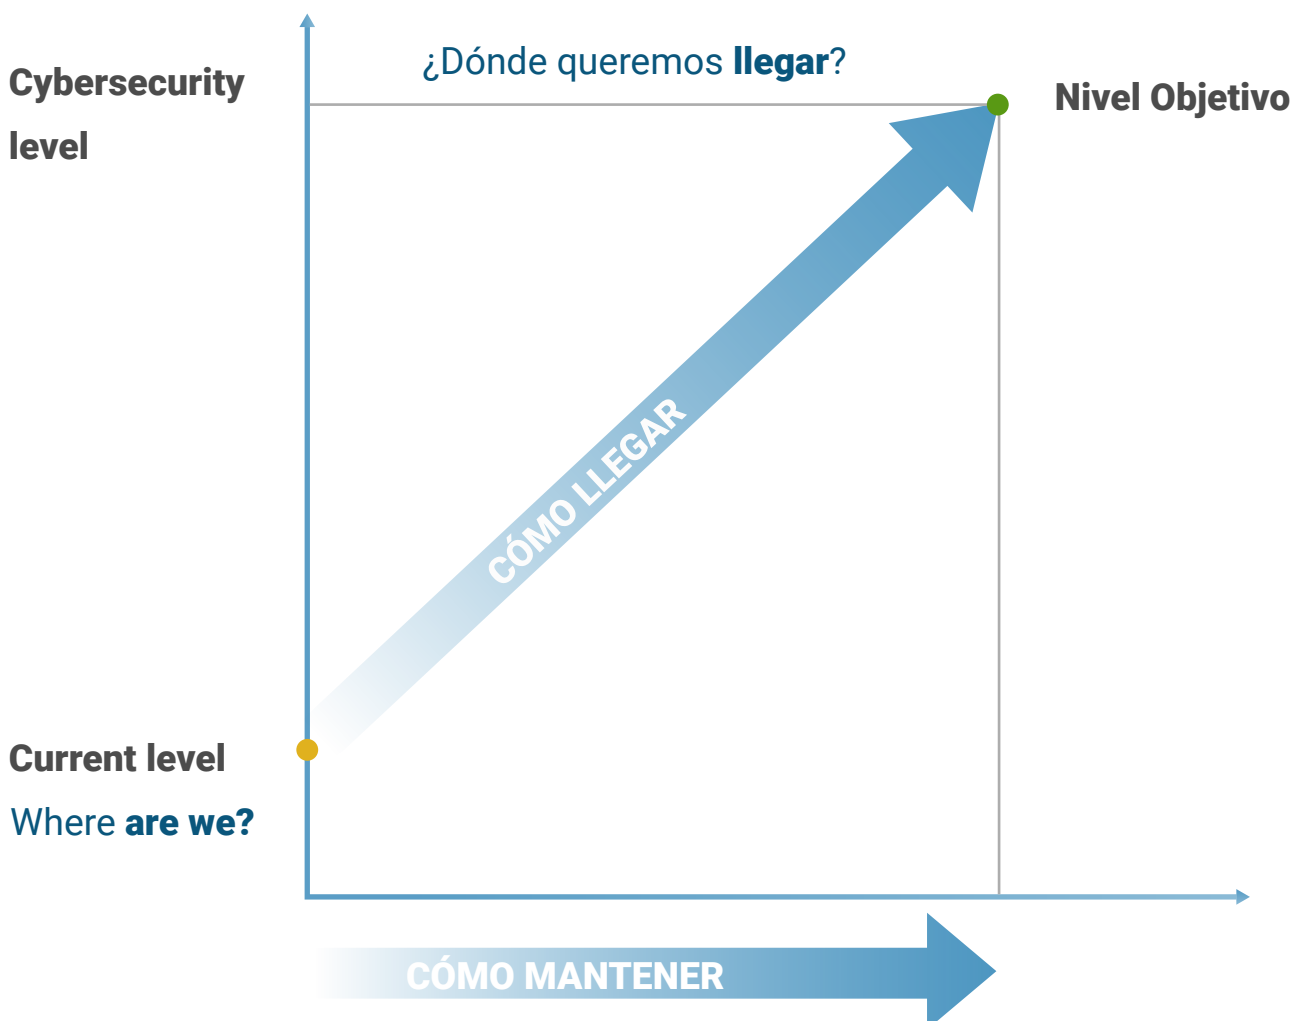 ¿Dónde queremos llegar?
Cybersecurity
level
Nivel Objetivo
CÓMO LLEGAR
Current level
Where are we?
CÓMO MANTENER